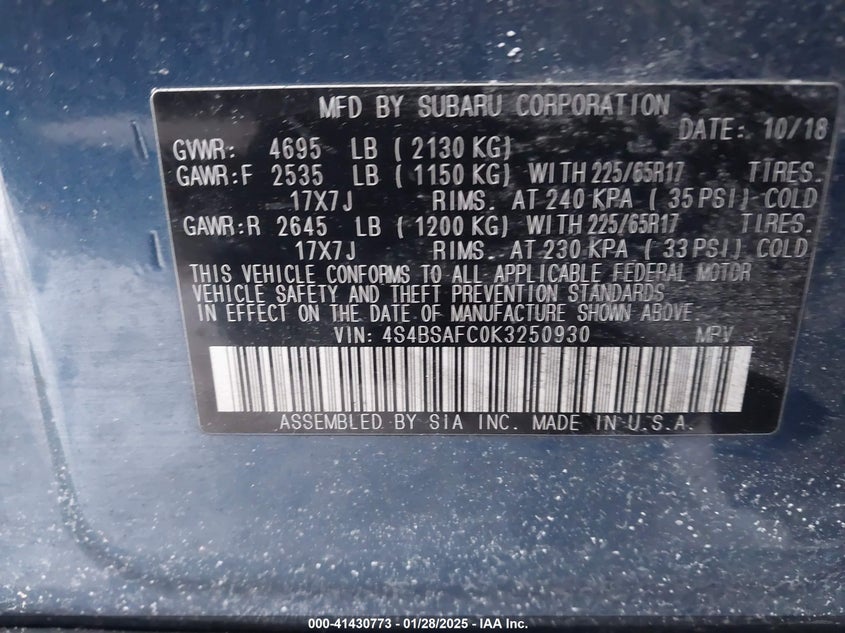 MFD BY SUBARU CORPORATION
DATE: 10/18
GVWR: 4695 LB ( 2130 KG)
GAWR:F 2535 LB ( 1150 KG) WITH 225/65R17 TIRES.
17X7J RIMS. AT 240 KPA ( 35 PSI) COLD
GAWR:R 2645 LB ( 1200 KG) WITH 225/65R17 TIRES.
17X7J RIMS. AT 230 KPA ( 33 PSI) COLD
THIS VEHICLE CONFORMS TO ALL APPLICABLE FEDERAL MOTOR
VEHICLE SAFETY AND THEFT PREVENTION STANDARDS
IN EFFECT ON THE DATE OF MANUFACTURE SHOWN ABOVE.
VIN: 4S4BSAFC0K3250930 MPV
ASSEMBLED BY SiA INC. MADE IN U.S.A.
000-41430773 - 01/28/2025 - IAA Inc.